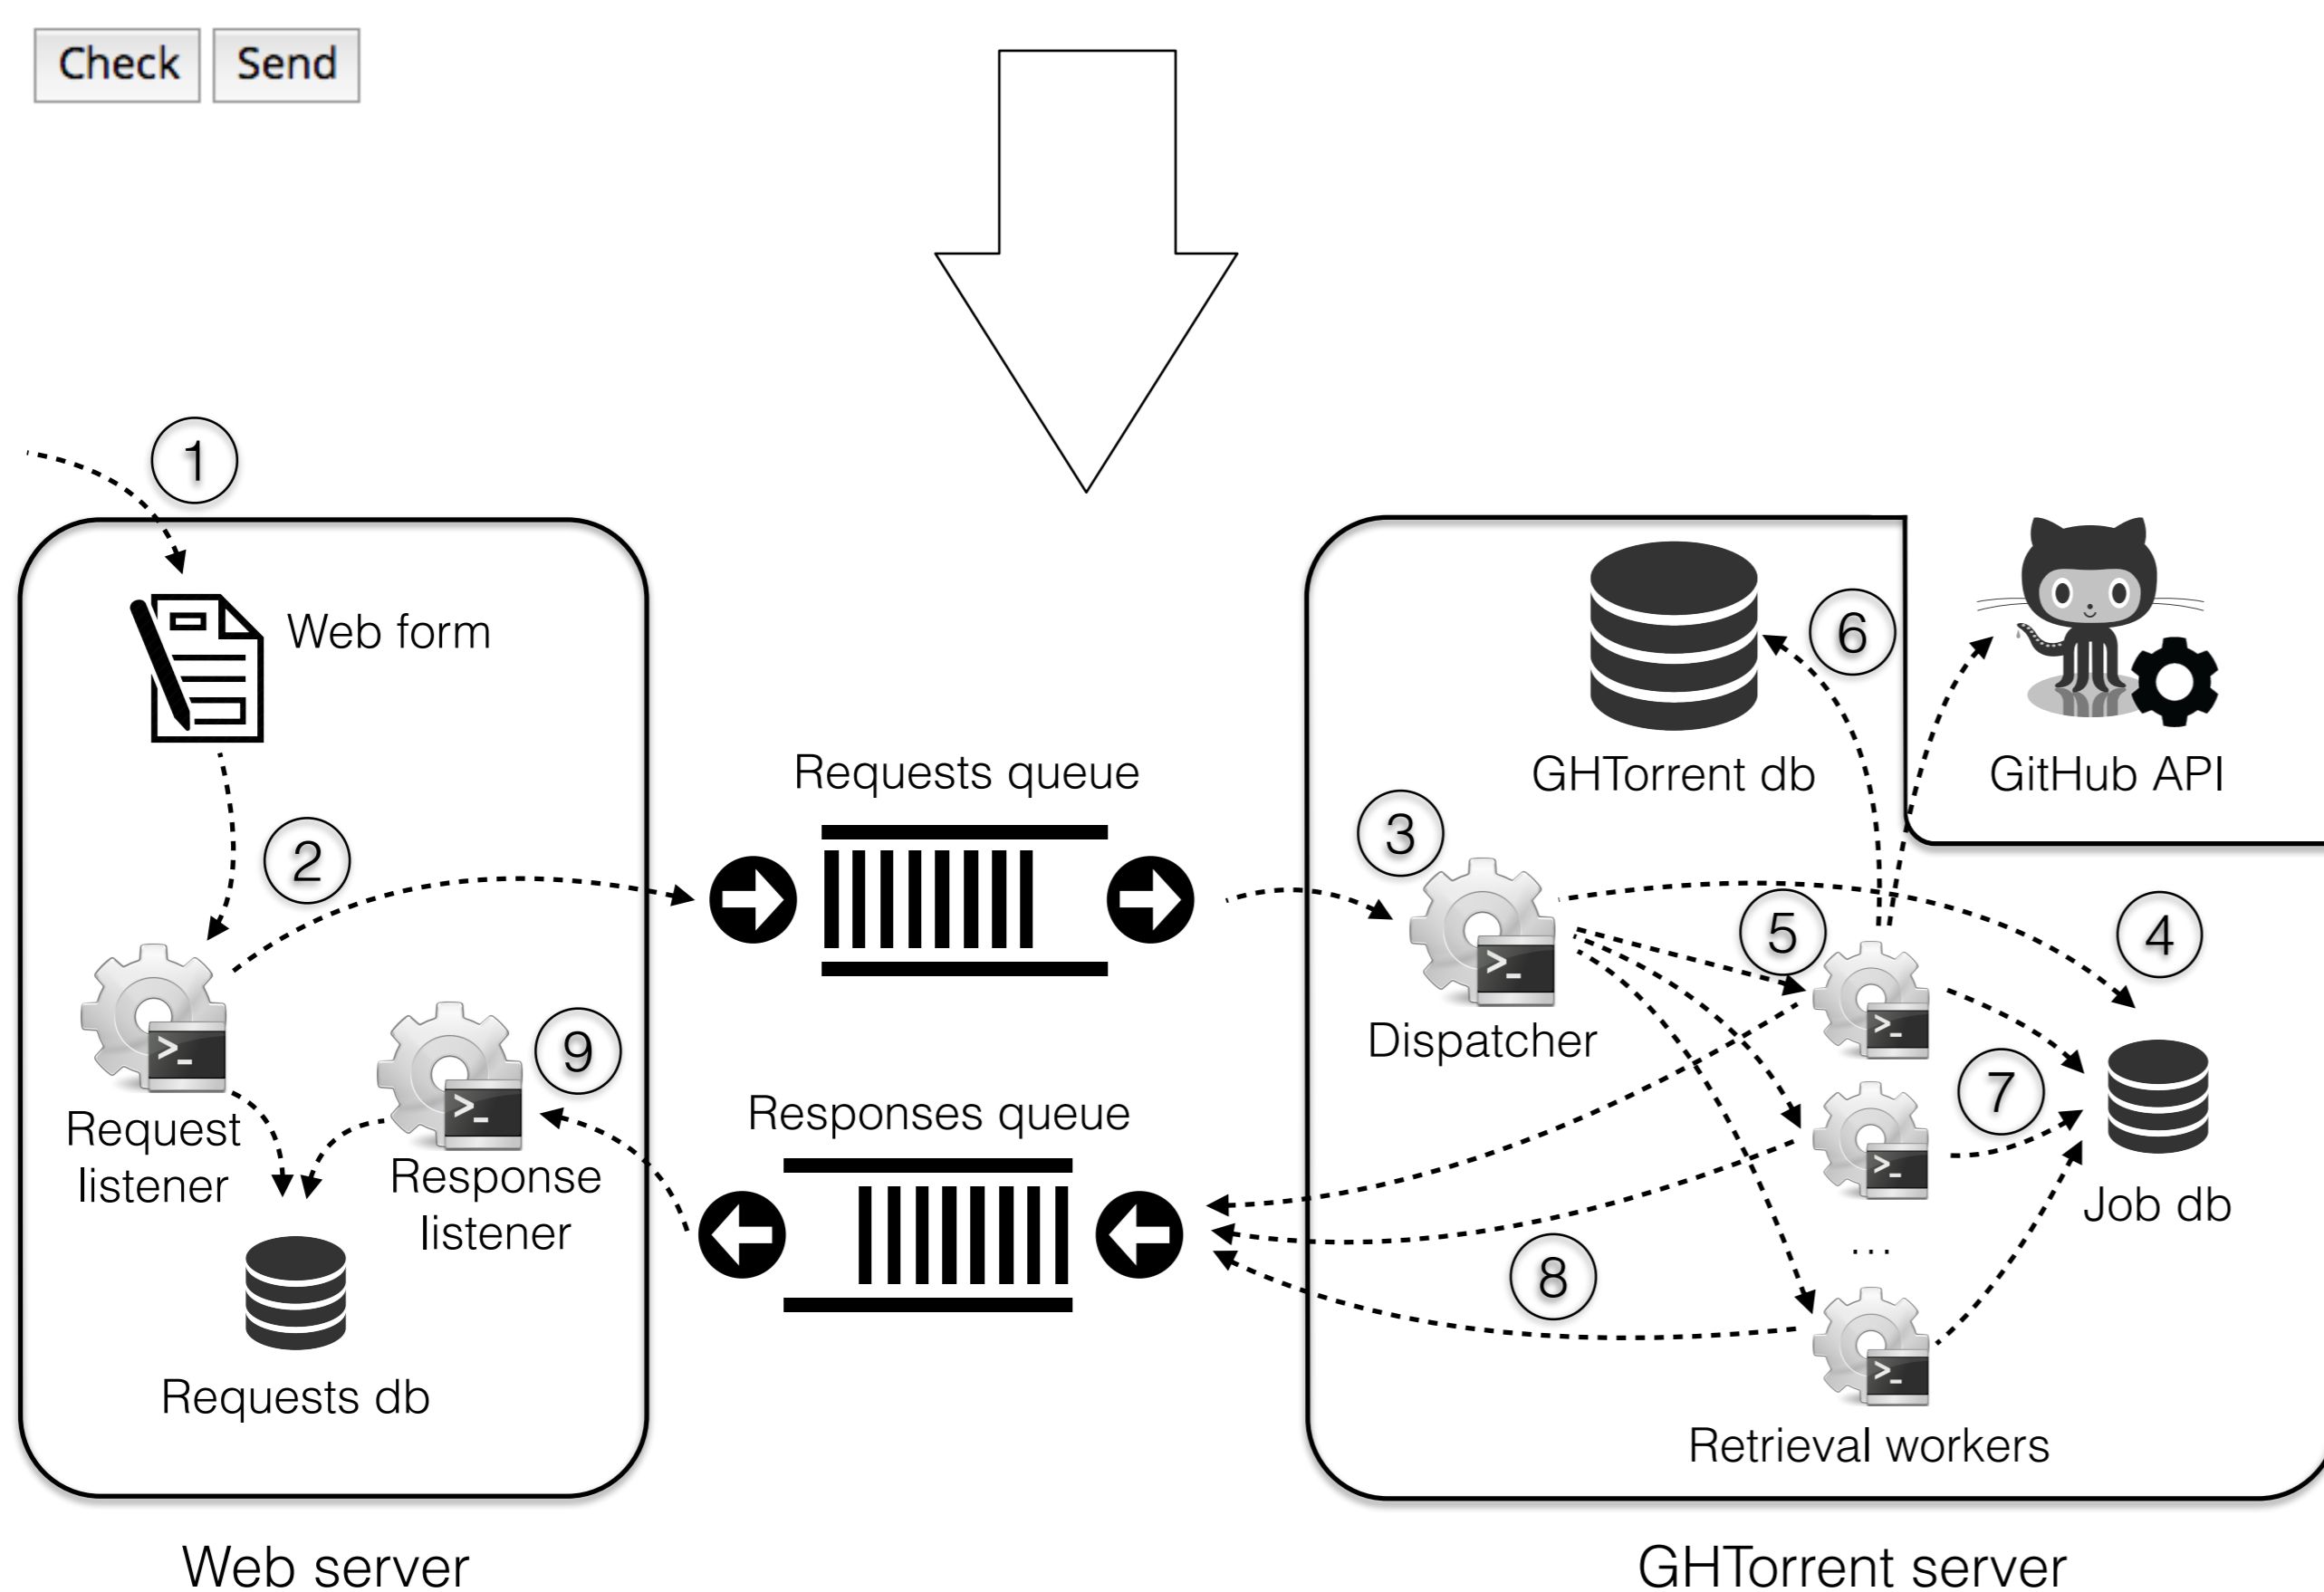 Check Send
1
Web form
6
GHTorrent db
GitHub API
Requests queue
2
3
5
4
>_
Dispatcher
>_
>_
9
>_
7
>_
Request
listener
Response
listener
Responses queue
>_
Job db
...
8
>_
Requests db
Retrieval workers
Web server
GHTorrent server